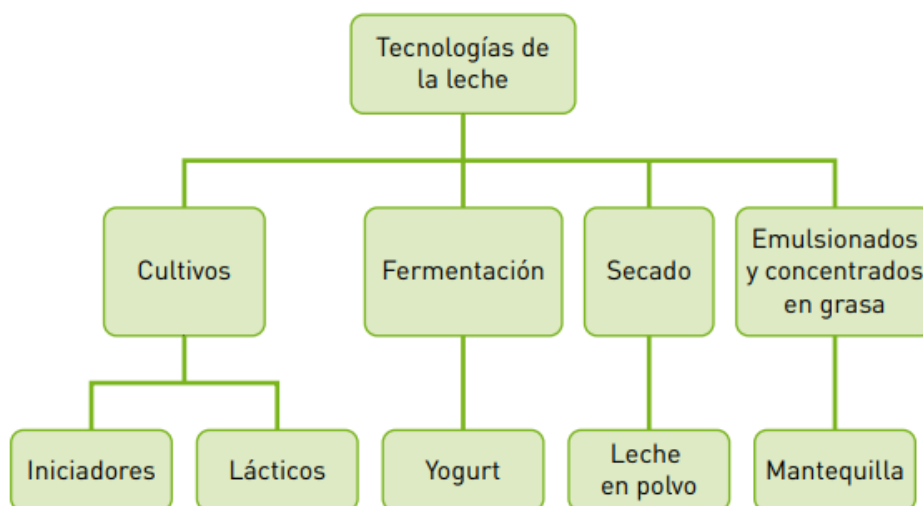 Tecnologías de
la leche
Cultivos
Fermentación
Secado
Emulsionados
y concentrados
en grasa
Iniciadores
Lácticos
Yogurt
Leche
en polvo
Mantequilla